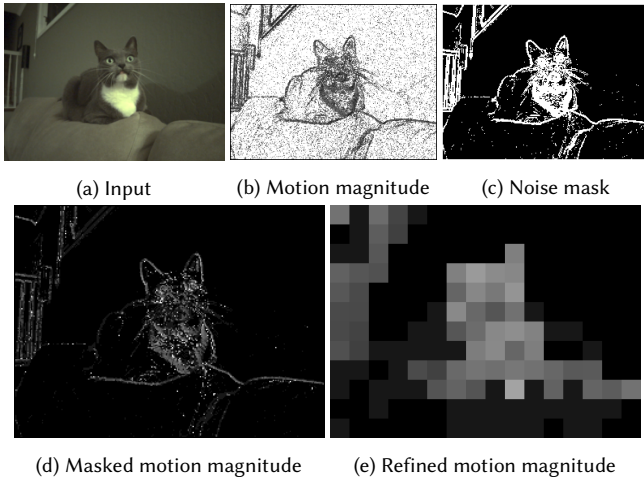 (a) Input
(b) Motion magnitude
(c) Noise mask
(d) Masked motion magnitude
(e) Refined motion magnitude